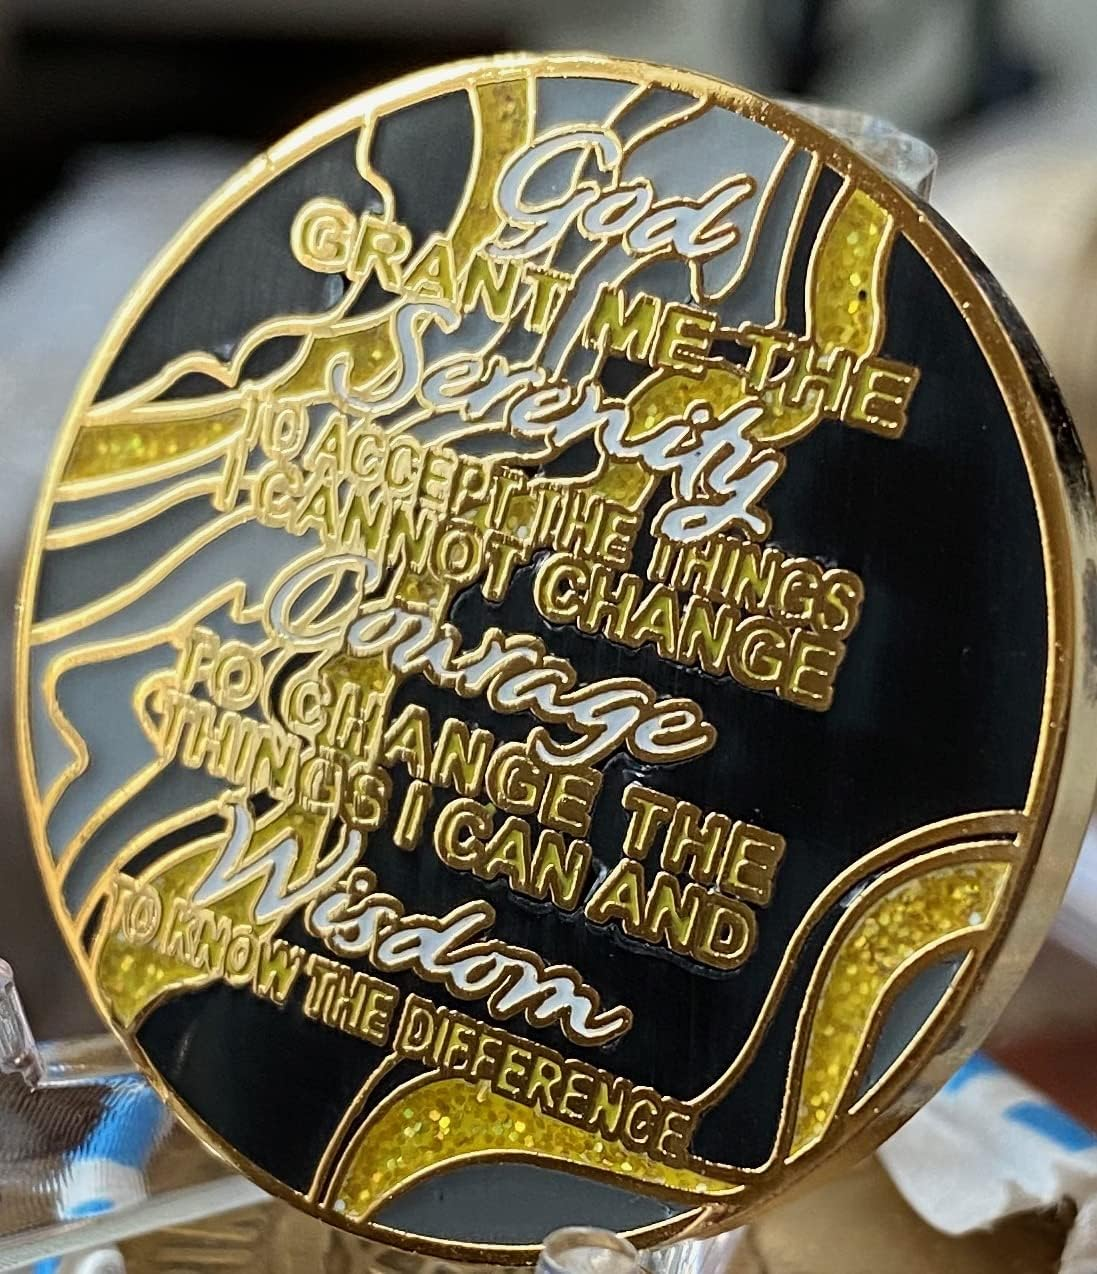 God
GRANT ME THE
Serenity
TO ACCEPT THE THINGS
I CANNOT CHANGE
Courage
TO CHANGE THE
THINGS I CAN AND
Wisdom
TO KNOW THE DIFFERENCE